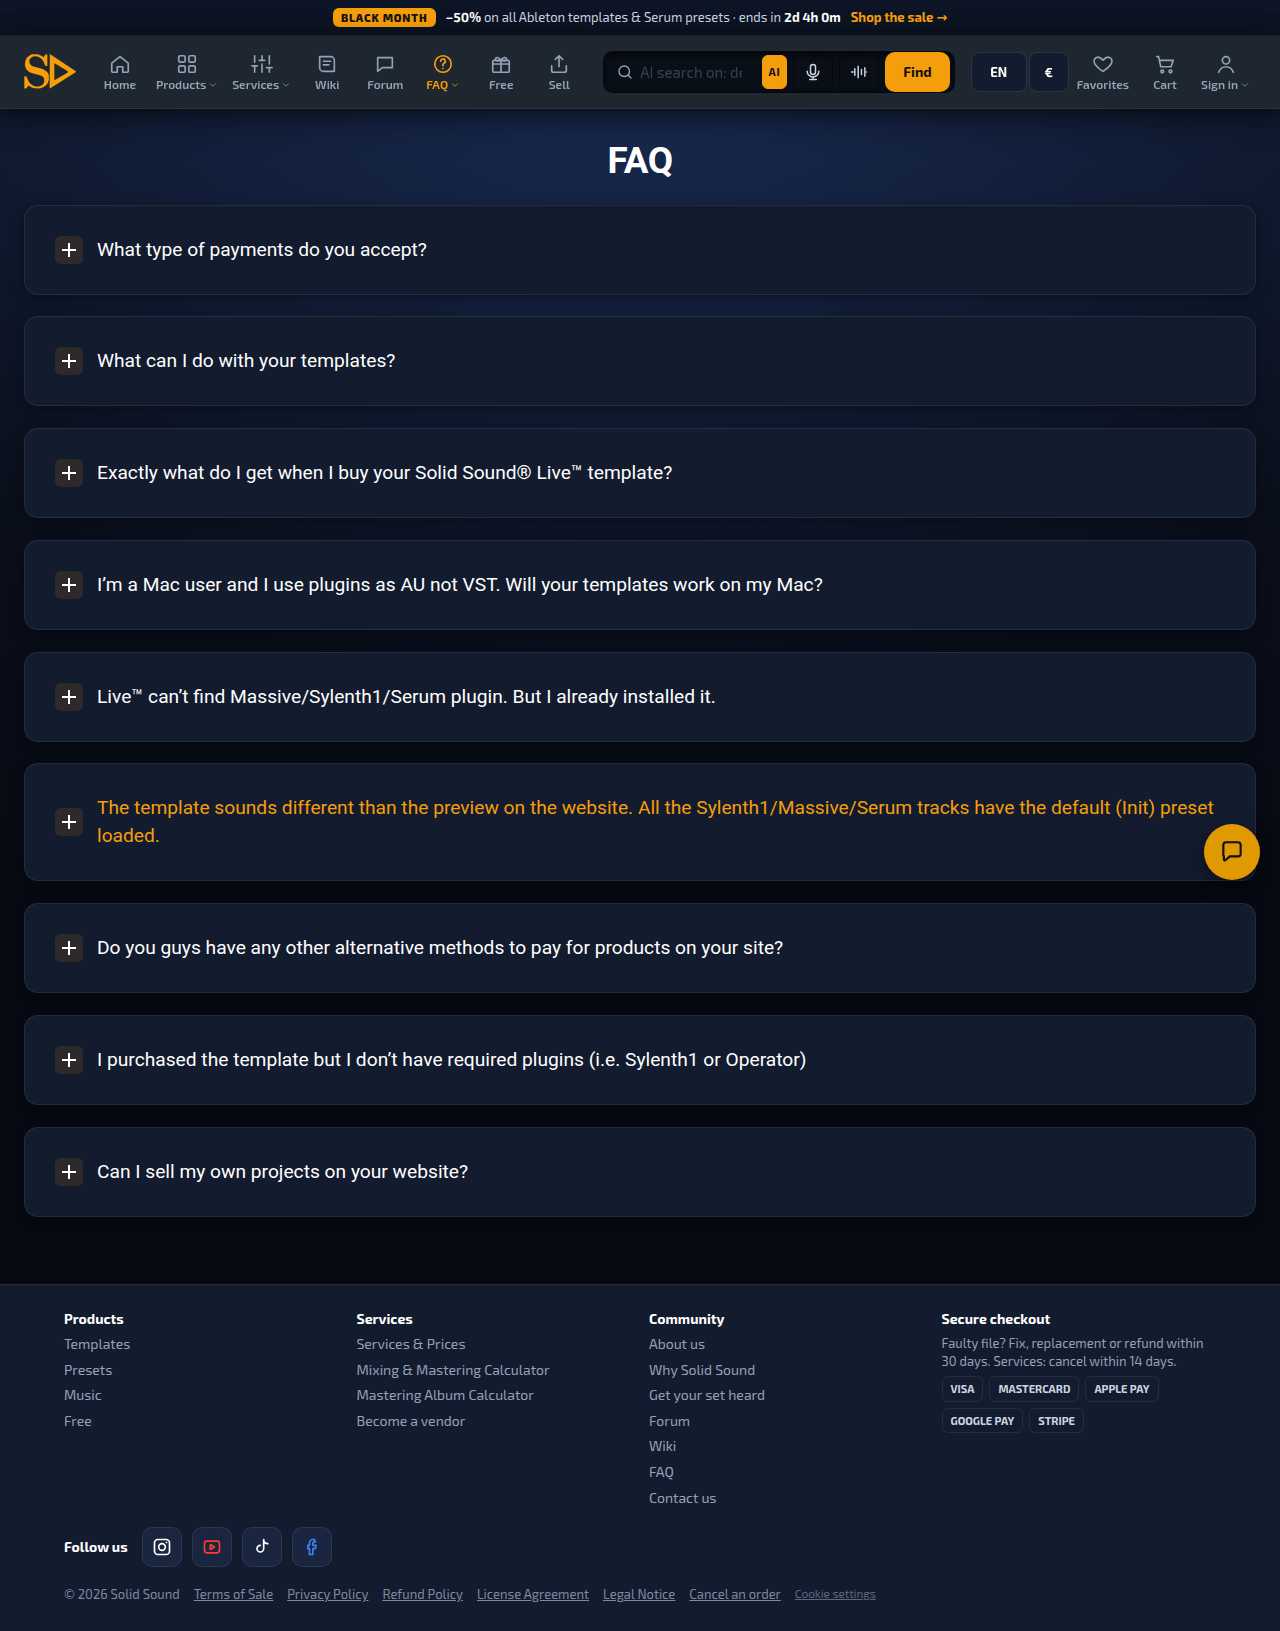 BLACK MONTH −50% on all Ableton templates & Serum presets · ends in 2d 4h 0m Shop the sale →
Home Products Services Wiki Forum FAQ Free Sell AI search on: dr AI Find EN € Favorites Cart Sign in
FAQ
What type of payments do you accept?
What can I do with your templates?
Exactly what do I get when I buy your Solid Sound® Live™ template?
I’m a Mac user and I use plugins as AU not VST. Will your templates work on my Mac?
Live™ can’t find Massive/Sylenth1/Serum plugin. But I already installed it.
The template sounds different than the preview on the website. All the Sylenth1/Massive/Serum tracks have the default (Init) preset
loaded.
Do you guys have any other alternative methods to pay for products on your site?
I purchased the template but I don’t have required plugins (i.e. Sylenth1 or Operator)
Can I sell my own projects on your website?
Products
Templates
Presets
Music
Free
Services
Services & Prices
Mixing & Mastering Calculator
Mastering Album Calculator
Become a vendor
Community
About us
Why Solid Sound
Get your set heard
Forum
Wiki
FAQ
Contact us
Secure checkout
Faulty file? Fix, replacement or refund within
30 days. Services: cancel within 14 days.
VISA MASTERCARD APPLE PAY
GOOGLE PAY STRIPE
Follow us
© 2026 Solid Sound Terms of Sale Privacy Policy Refund Policy License Agreement Legal Notice Cancel an order Cookie settings